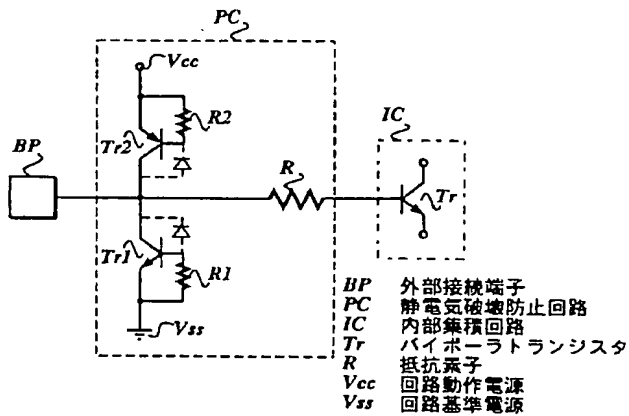 PC
Vcc
R2
Tr2
BP
R
IC
Tr
Tr1
R1
Vss
BP 外部接続端子
PC 静電気破壊防止回路
IC 内部集積回路
Tr バイポーラトランジスタ
R 抵抗素子
Vcc 回路動作電源
Vss 回路基準電源